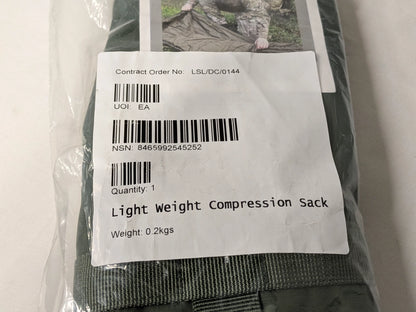 Contract Order No: LSL/DC/0144
UOI: EA
NSN: 8465992545252
Quantity: 1
Light Weight Compression Sack
Weight: 0.2kgs